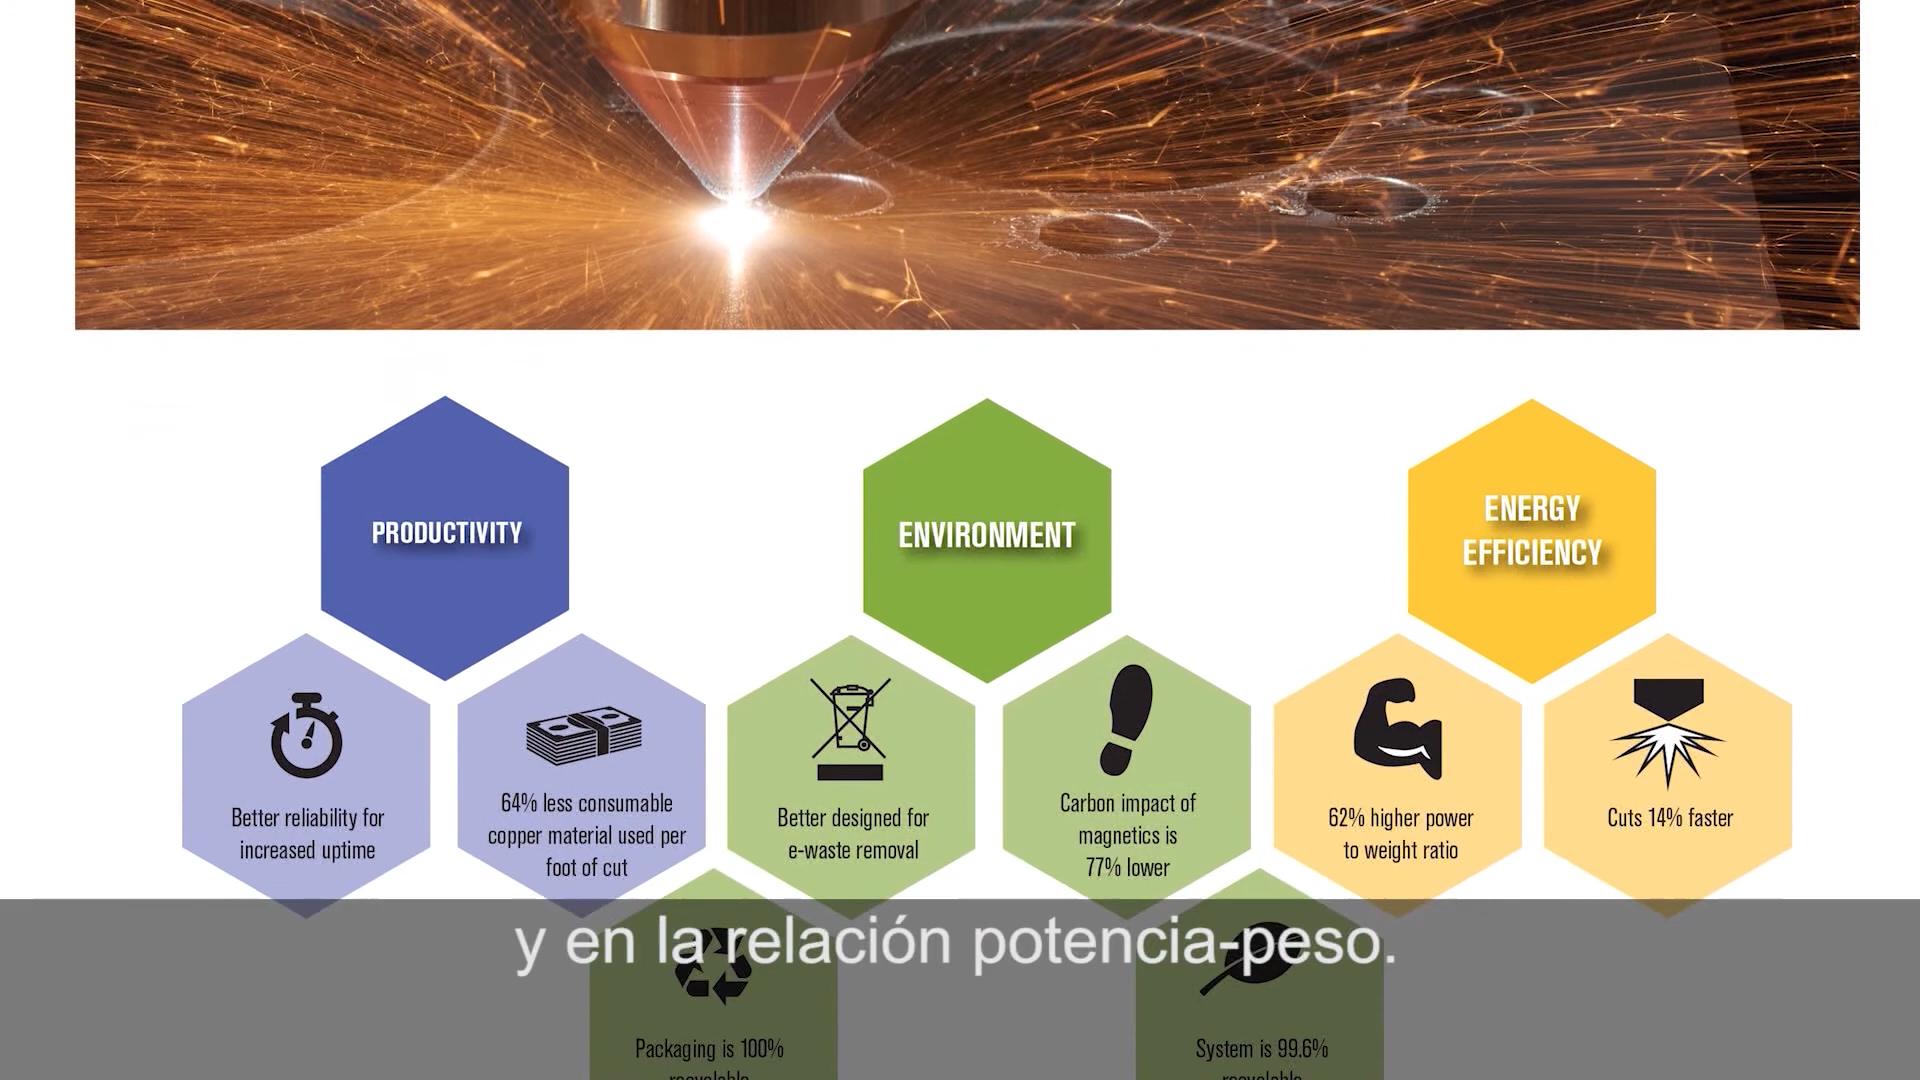 PRODUCTIVITY
ENVIRONMENT
ENERGY
EFFICIENCY
Better reliability for
increased uptime
64% less consumable
copper material used per
foot of cut
Better designed for
e-waste removal
Carbon impact of
magnetics is
77% lower
62% higher power
to weight ratio
Cuts 14% faster
y en la relación potencia-peso.
Packaging is 100%
recyclable
System is 99.6%
recyclable